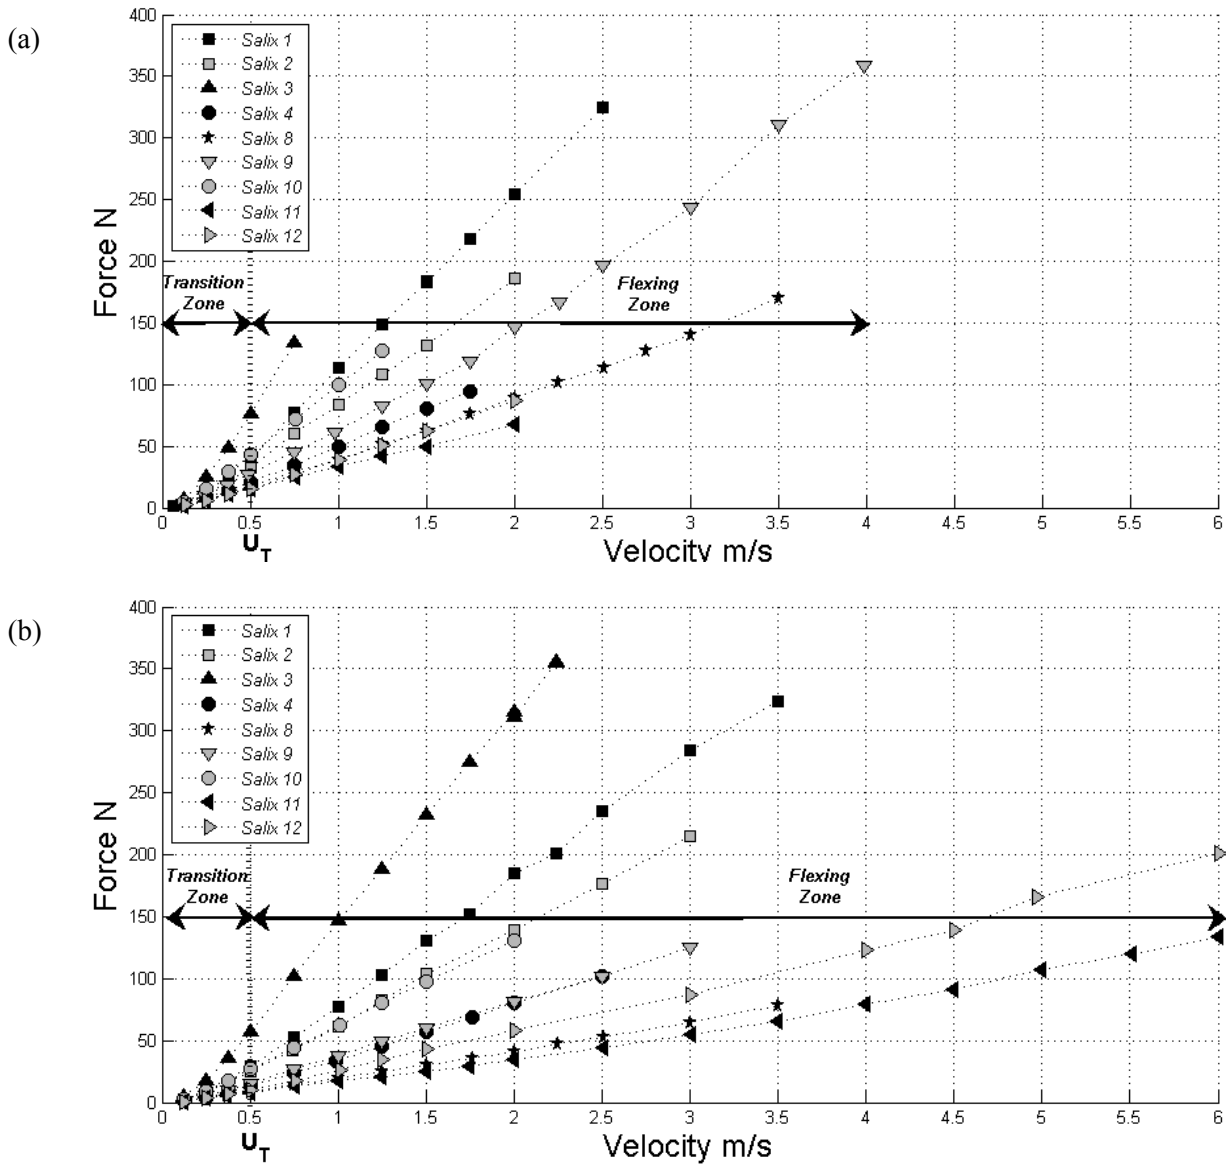 (a)
400
350
300
250
200
150
100
50
0
Force N
Salix 1
Salix 2
Salix 3
Salix 4
Salix 8
Salix 9
Salix 10
Salix 11
Salix 12
Transition
Zone
Flexing
Zone
0 0.5 1 1.5 2 2.5 3 3.5 4 4.5 5 5.5 6
UT
Velocity m/s
(b)
400
350
300
250
200
150
100
50
0
Force N
Salix 1
Salix 2
Salix 3
Salix 4
Salix 8
Salix 9
Salix 10
Salix 11
Salix 12
Transition
Zone
Flexing
Zone
0 0.5 1 1.5 2 2.5 3 3.5 4 4.5 5 5.5 6
UT
Velocity m/s